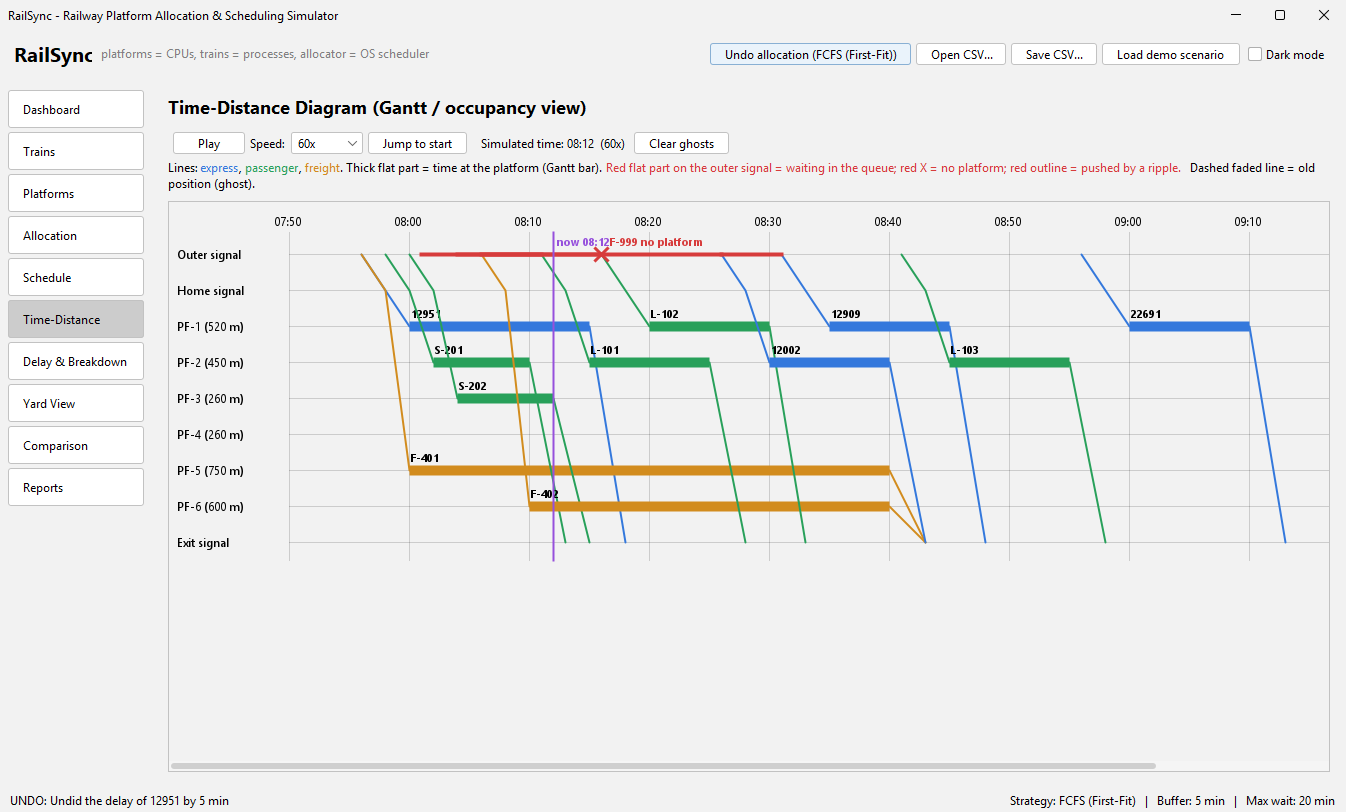 RailSync - Railway Platform Allocation & Scheduling Simulator
RailSync platforms = CPUs, trains = processes, allocator = OS scheduler
Undo allocation (FCFS (First-Fit)) Open CSV... Save CSV... Load demo scenario Dark mode
Dashboard
Trains
Platforms
Allocation
Schedule
Time-Distance
Delay & Breakdown
Yard View
Comparison
Reports
Time-Distance Diagram (Gantt / occupancy view)
Play Speed: 60x Jump to start Simulated time: 08:12 (60x) Clear ghosts
Lines: express, passenger, freight. Thick flat part = time at the platform (Gantt bar). Red flat part on the outer signal = waiting in the queue; red X = no platform; red outline = pushed by a ripple. Dashed faded line = old
position (ghost).
07:50 08:00 08:10 08:20 08:30 08:40 08:50 09:00 09:10
now 08:12 F-999 no platform
Outer signal
Home signal
12951 L-102 12909 22691
PF-1 (520 m)
S-201 L-101 12002 L-103
PF-2 (450 m)
S-202
PF-3 (260 m)
PF-4 (260 m)
F-401
PF-5 (750 m)
F-402
PF-6 (600 m)
Exit signal
UNDO: Undid the delay of 12951 by 5 min
Strategy: FCFS (First-Fit) | Buffer: 5 min | Max wait: 20 min